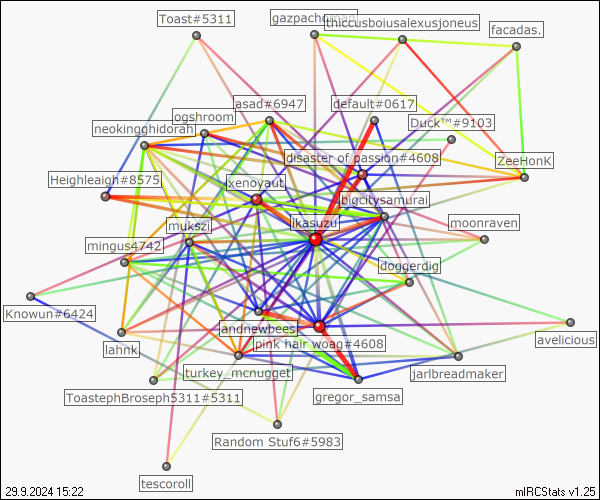 Toast#5311
thiccusboiusalexusjoneus
facadas.
asad#6947
default#0617
ogshroom
Duck™#9103
neokingghidorah
disaster of passion#4608
ZeeHonK
Heighleaigh#8575
xenoyaut
bigcitysamurai
mukszi
ikasuzu
moonraven
mingus4742
doggerdig
Knowun#6424
andnewbees
avelicious
lahnk
pink hair woag#4608
turkey_mcnugget
jarlbreadmaker
ToastephBroseph5311#5311
gregor_samsa
Random Stuf6#5983
tescoroll
29.9.2024 15:22
mIRCStats v1.25